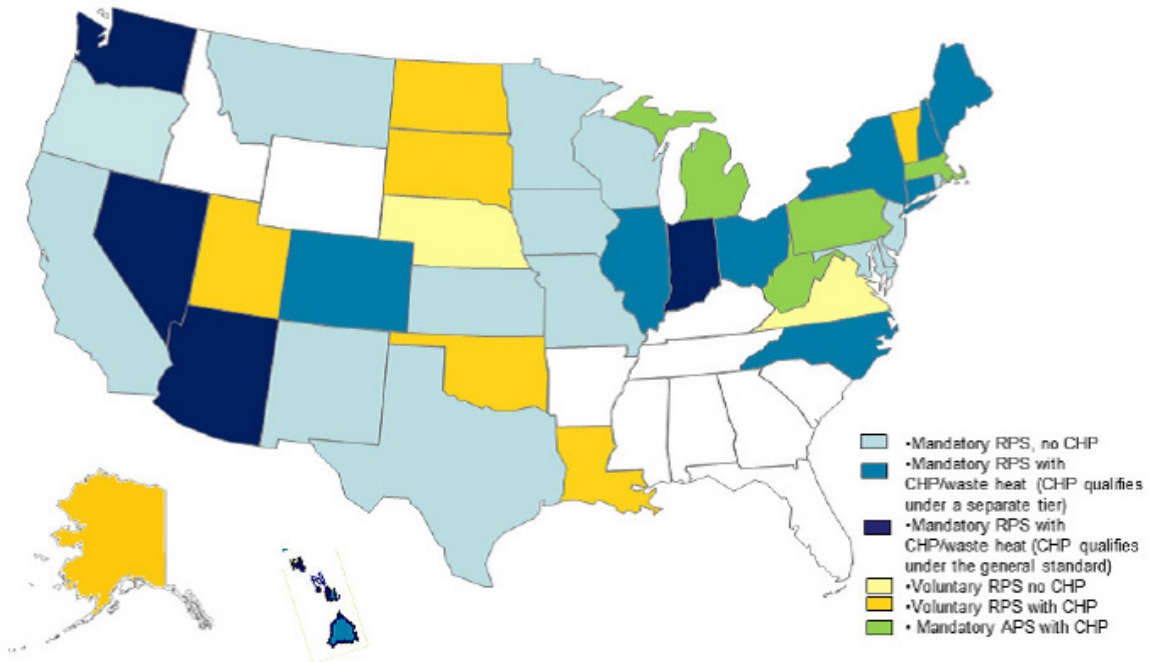 •Mandatory RPS, no CHP
•Mandatory RPS with
CHP/waste heat (CHP qualifies
under a separate tier)
•Mandatory RPS with
CHP/waste heat (CHP qualifies
under the general standard)
•Voluntary RPS no CHP
•Voluntary RPS with CHP
• Mandatory APS with CHP